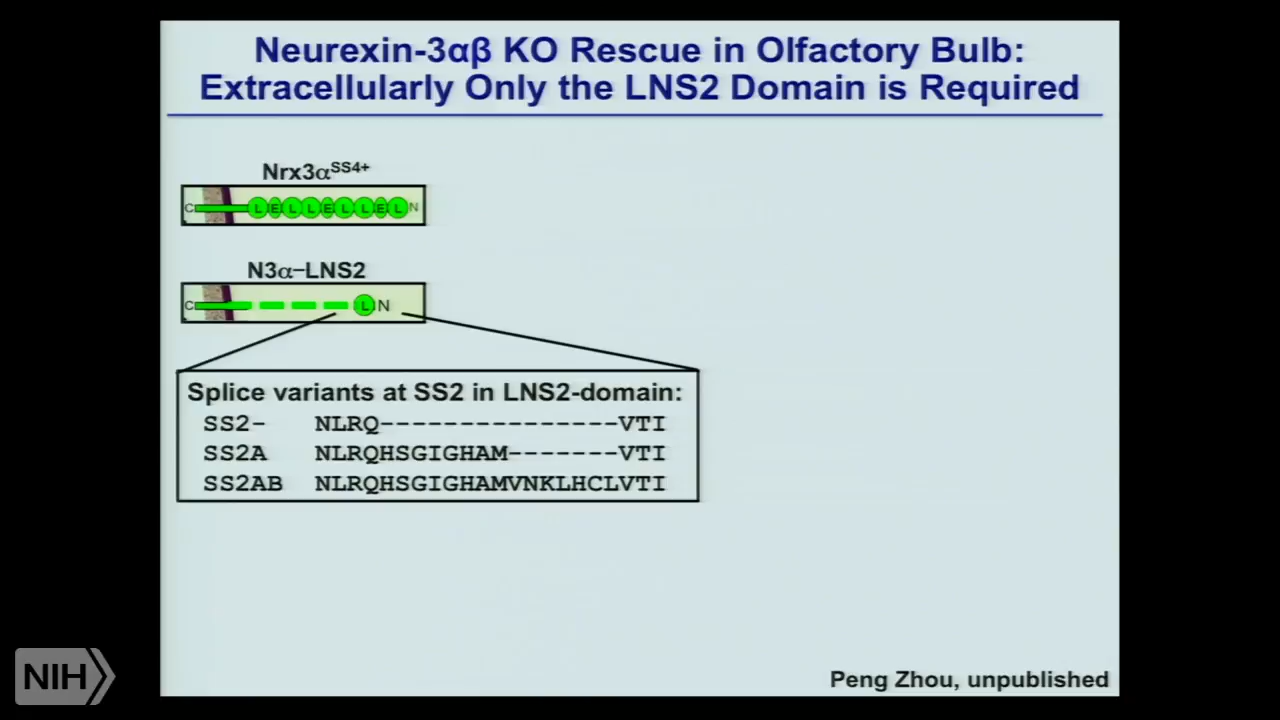 Neurexin-3αβ KO Rescue in Olfactory Bulb:
Extracellularly Only the LNS2 Domain is Required
Nrx3αSS4+
C L E L L E L L E L N
N3α−LNS2
C L N
Splice variants at SS2 in LNS2-domain:
SS2- NLRQ---------------VTI
SS2A NLRQHSGIGHAM-------VTI
SS2AB NLRQHSGIGHAMVNKLHCLVTI
Peng Zhou, unpublished
NIH